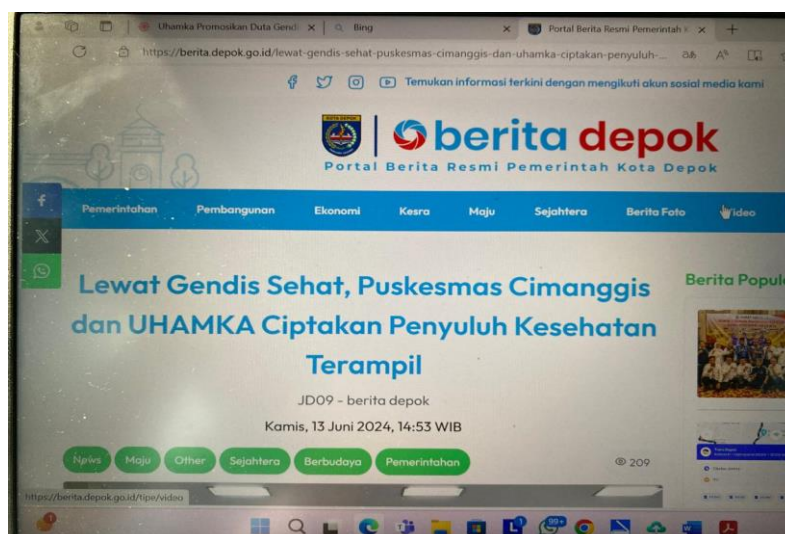 Uhamka Promosikan Duta Gendi
Bing
Portal Berita Resmi Pemerintah K
https://berita.depok.go.id/lewat-gendis-sehat-puskesmas-cimanggis-dan-uhamka-ciptakan-penyuluh-...
Temukan informasi terkini dengan mengikuti akun sosial media kami
KOTA DEPOK
berita depok
Portal Berita Resmi Pemerintah Kota Depok
Pemerintahan Pembangunan Ekonomi Kesra Maju Sejahtera Berita Foto Video
Lewat Gendis Sehat, Puskesmas Cimanggis
dan UHAMKA Ciptakan Penyuluh Kesehatan
Terampil
Berita Popule
JD09 - berita depok
Kamis, 13 Juni 2024, 14:53 WIB
News Maju Other Sejahtera Berbudaya Pemerintahan
209
https://berita.depok.go.id/tipe/video
99+